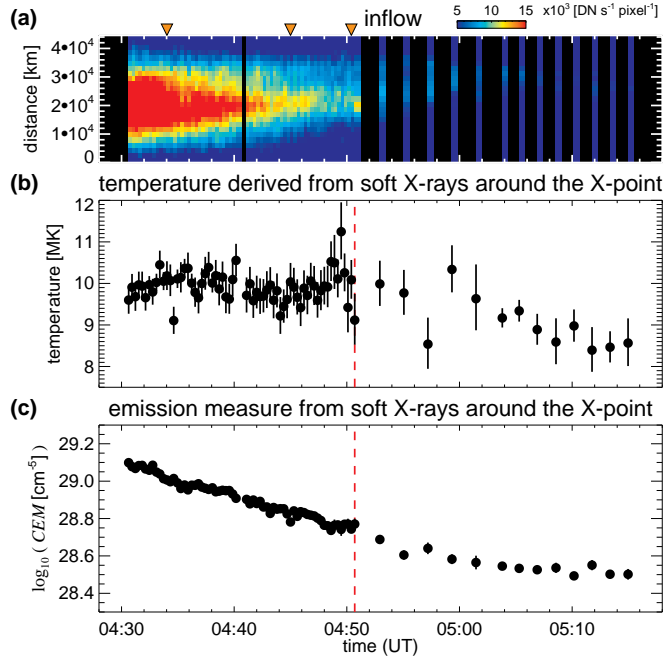 (a)
inflow
5 10 15
x10³ [DN s⁻¹ pixel⁻¹]
distance [km]
4•10⁴
3•10⁴
2•10⁴
1•10⁴
0
(b) temperature derived from soft X-rays around the X-point
temperature [MK]
12
11
10
9
8
(c) emission measure from soft X-rays around the X-point
log₁₀ ( CEM [cm⁻⁵] )
29.2
29.0
28.8
28.6
28.4
04:30 04:40 04:50 05:00 05:10
time (UT)